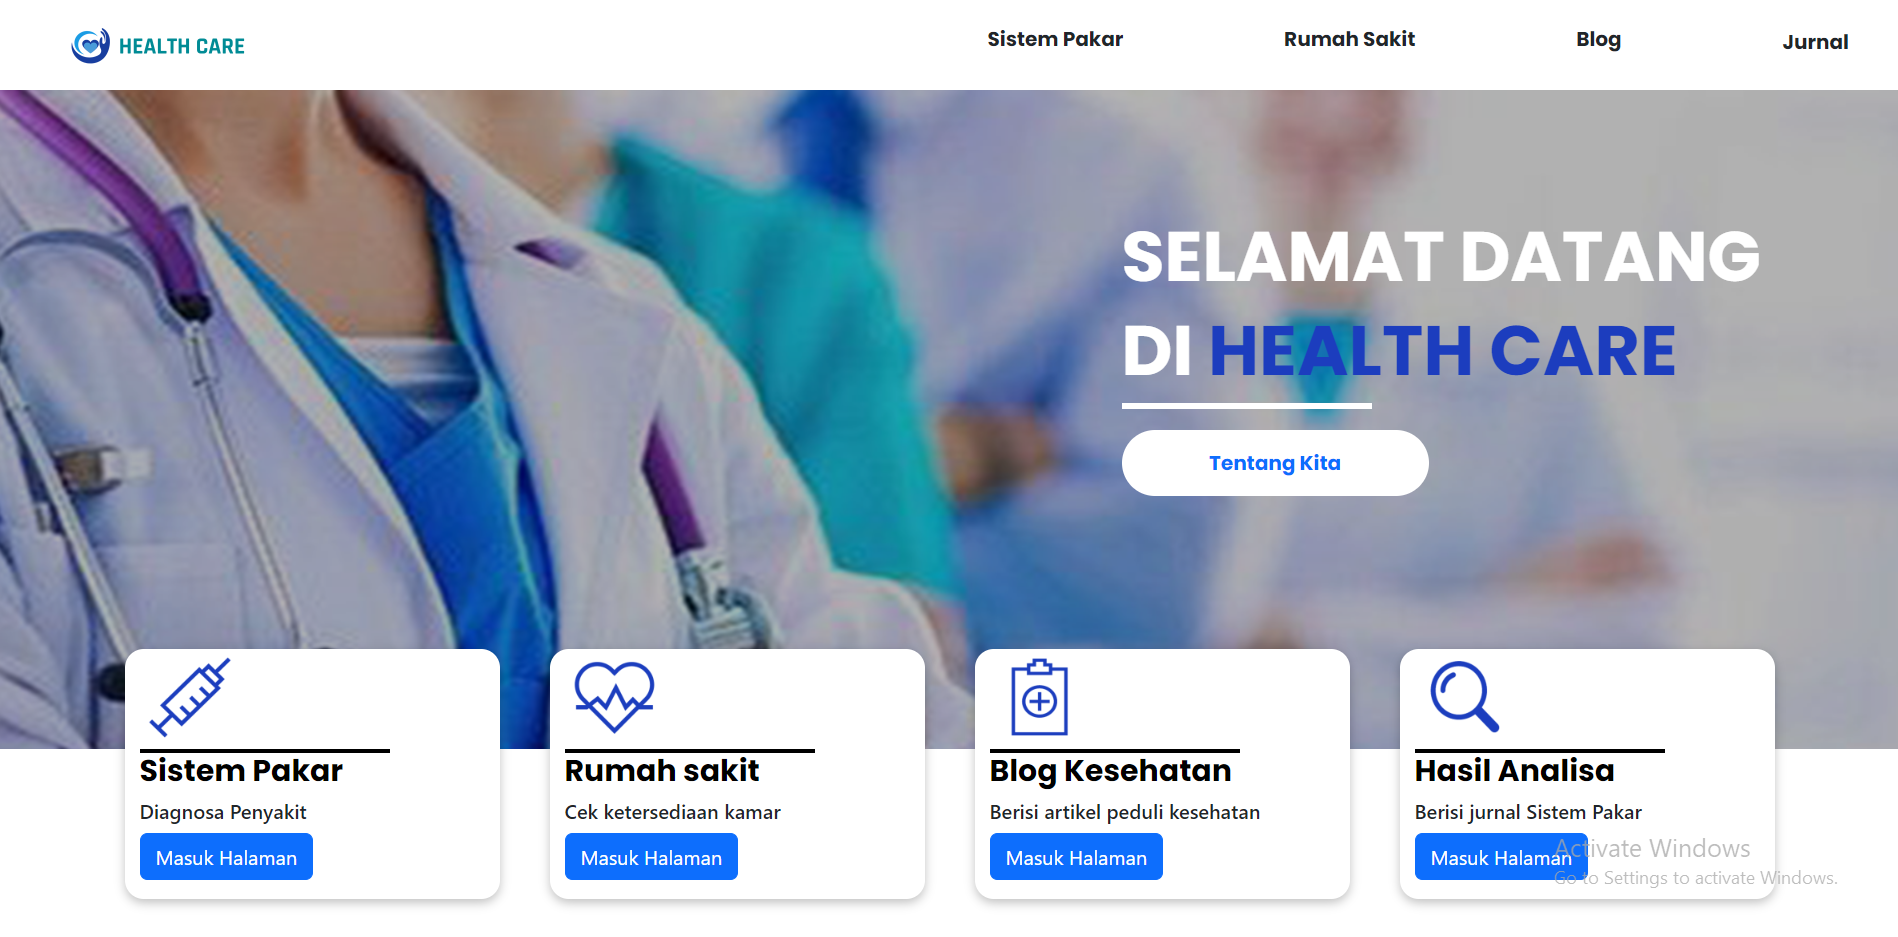 HEALTH CARE
Sistem Pakar
Rumah Sakit
Blog
Jurnal
SELAMAT DATANG
DI HEALTH CARE
Tentang Kita
Sistem Pakar
Diagnosa Penyakit
Masuk Halaman
Rumah sakit
Cek ketersediaan kamar
Masuk Halaman
Blog Kesehatan
Berisi artikel peduli kesehatan
Masuk Halaman
Hasil Analisa
Berisi jurnal Sistem Pakar
Masuk Halaman
Activate Windows
Go to Settings to activate Windows.